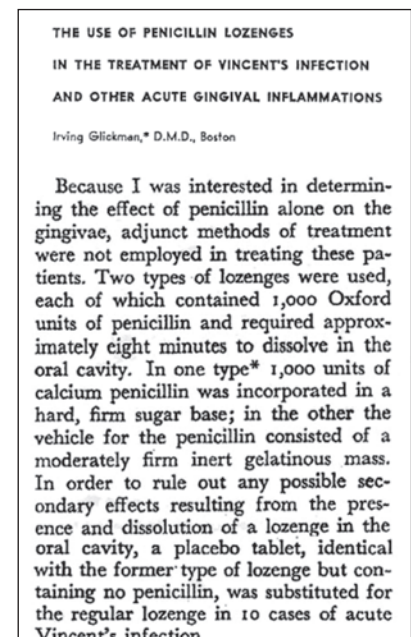 THE USE OF PENICILLIN LOZENGES
IN THE TREATMENT OF VINCENT'S INFECTION
AND OTHER ACUTE GINGIVAL INFLAMMATIONS
Irving Glickman,* D.M.D., Boston
Because I was interested in determin-
ing the effect of penicillin alone on the
gingivae, adjunct methods of treatment
were not employed in treating these pa-
tients. Two types of lozenges were used,
each of which contained 1,000 Oxford
units of penicillin and required approx-
imately eight minutes to dissolve in the
oral cavity. In one type* 1,000 units of
calcium penicillin was incorporated in a
hard, firm sugar base; in the other the
vehicle for the penicillin consisted of a
moderately firm inert gelatinous mass.
In order to rule out any possible sec-
ondary effects resulting from the pres-
ence and dissolution of a lozenge in the
oral cavity, a placebo tablet, identical
with the former type of lozenge but con-
taining no penicillin, was substituted for
the regular lozenge in 10 cases of acute
Vincent's infection